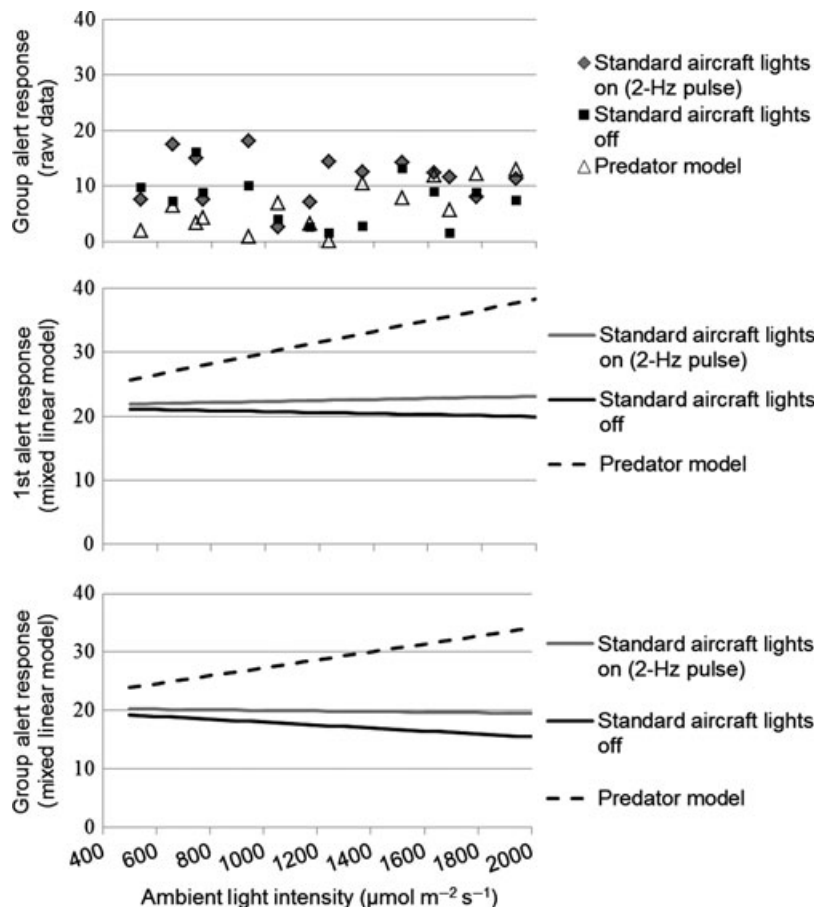 Group alert response
(raw data)
40
30
20
10
0
Standard aircraft lights
on (2-Hz pulse)
Standard aircraft lights
off
Predator model
1st alert response
(mixed linear model)
40
30
20
10
0
Standard aircraft lights
on (2-Hz pulse)
Standard aircraft lights
off
Predator model
Group alert response
(mixed linear model)
40
30
20
10
0
Standard aircraft lights
on (2-Hz pulse)
Standard aircraft lights
off
Predator model
400 600 800 1000 1200 1400 1600 1800 2000
Ambient light intensity (μmol m⁻² s⁻¹)